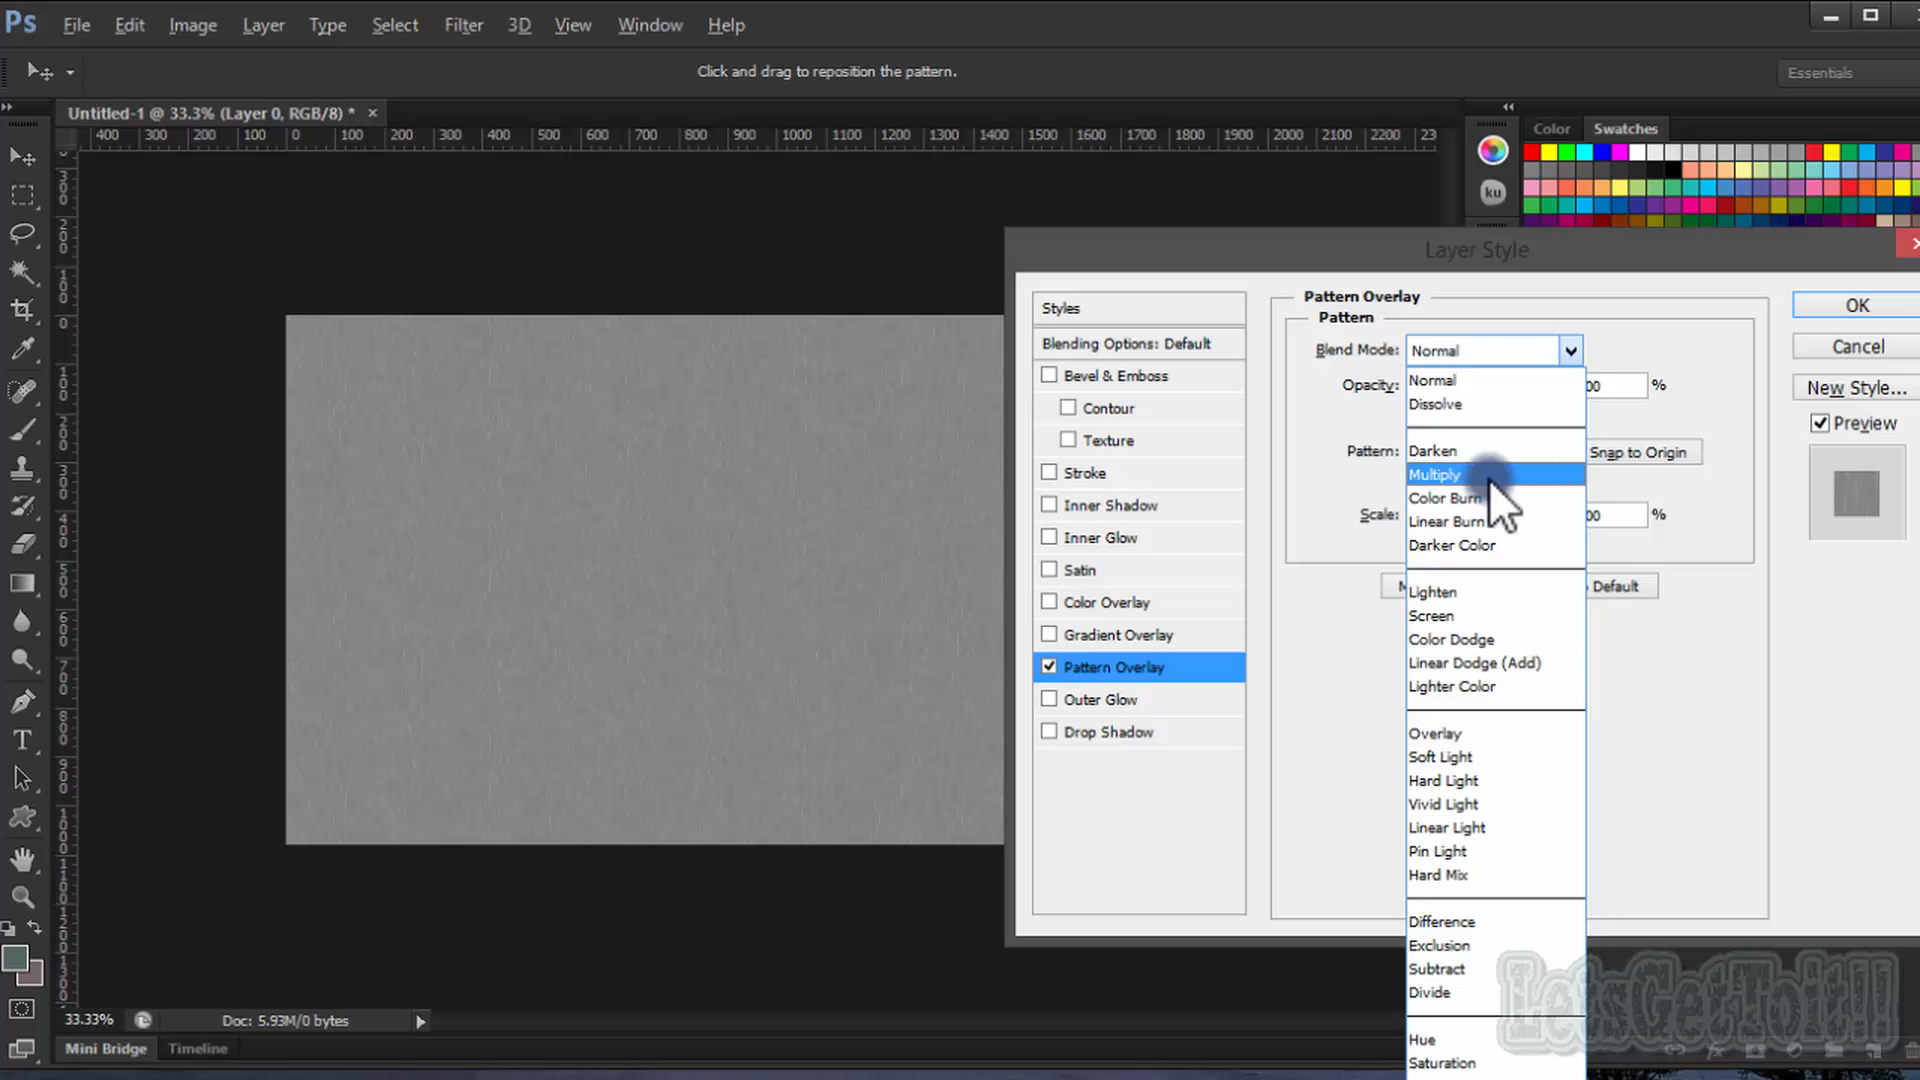 Ps File Edit Image Layer Type Select Filter 3D View Window Help
Click and drag to reposition the pattern.
Essentials
Untitled-1 @ 33.3% (Layer 0, RGB/8) *
400 300 200 100 0 100 200 300 400 500 600 700 800 900 1000 1100 1200 1300 1400 1500 1600 1700 1800 1900 2000 2100 2200 23
Color Swatches
ku
Layer Style
Styles
Blending Options: Default
Bevel & Emboss
Contour
Texture
Stroke
Inner Shadow
Inner Glow
Satin
Color Overlay
Gradient Overlay
Pattern Overlay
Outer Glow
Drop Shadow
Pattern Overlay
Pattern
Blend Mode: Normal
Opacity: 00 %
Pattern: Snap to Origin
Scale: 00 %
Default
Normal
Dissolve
Darken
Multiply
Color Burn
Linear Burn
Darker Color
Lighten
Screen
Color Dodge
Linear Dodge (Add)
Lighter Color
Overlay
Soft Light
Hard Light
Vivid Light
Linear Light
Pin Light
Hard Mix
Difference
Exclusion
Subtract
Divide
Hue
Saturation
OK
Cancel
New Style...
Preview
LetsGetToit!!
33.33% Doc: 5.93M/0 bytes
Mini Bridge Timeline